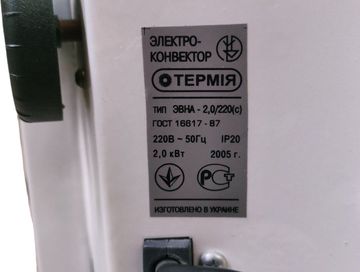 ЭЛЕКТРО-
КОНВЕКТОР
ТЕРМІЯ
ТИП ЭВНА - 2,0/220(с)
ГОСТ 16617 - 87
220В ~ 50Гц IP20
2,0 кВт 2005 г.
ИЗГОТОВЛЕНО В УКРАИНЕ